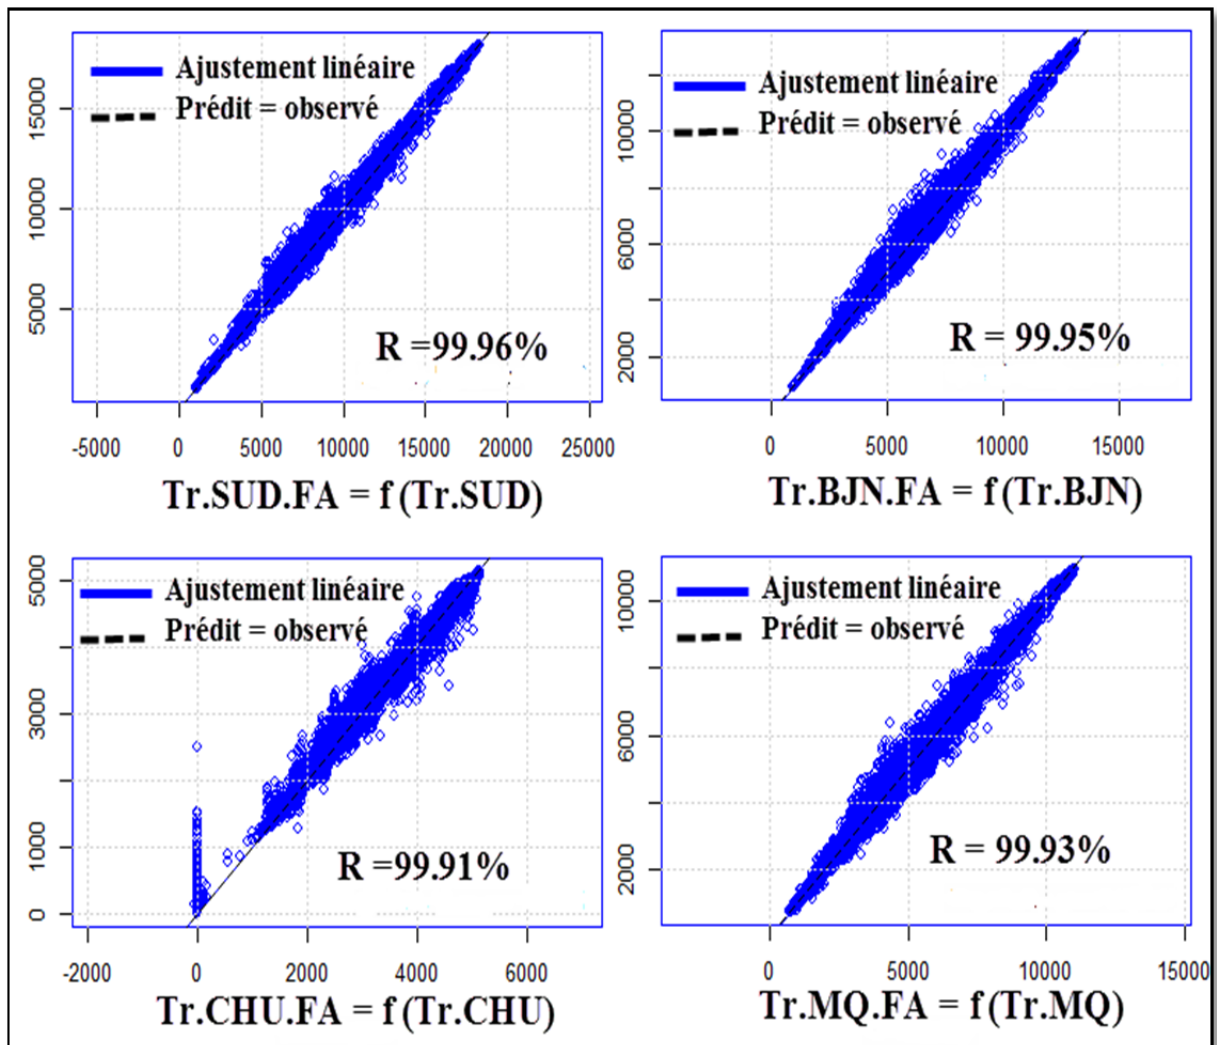 Ajustement linéaire
Prédit = observé
15000
10000
5000
R =99.96%
-5000 0 5000 10000 15000 20000 25000
Tr.SUD.FA = f (Tr.SUD)
Ajustement linéaire
Prédit = observé
10000
6000
2000
R = 99.95%
0 5000 10000 15000
Tr.BJN.FA = f (Tr.BJN)
Ajustement linéaire
Prédit = observé
5000
3000
1000
0
R =99.91%
-2000 0 2000 4000 6000
Tr.CHU.FA = f (Tr.CHU)
Ajustement linéaire
Prédit = observé
10000
6000
2000
R = 99.93%
0 5000 10000 15000
Tr.MQ.FA = f (Tr.MQ)